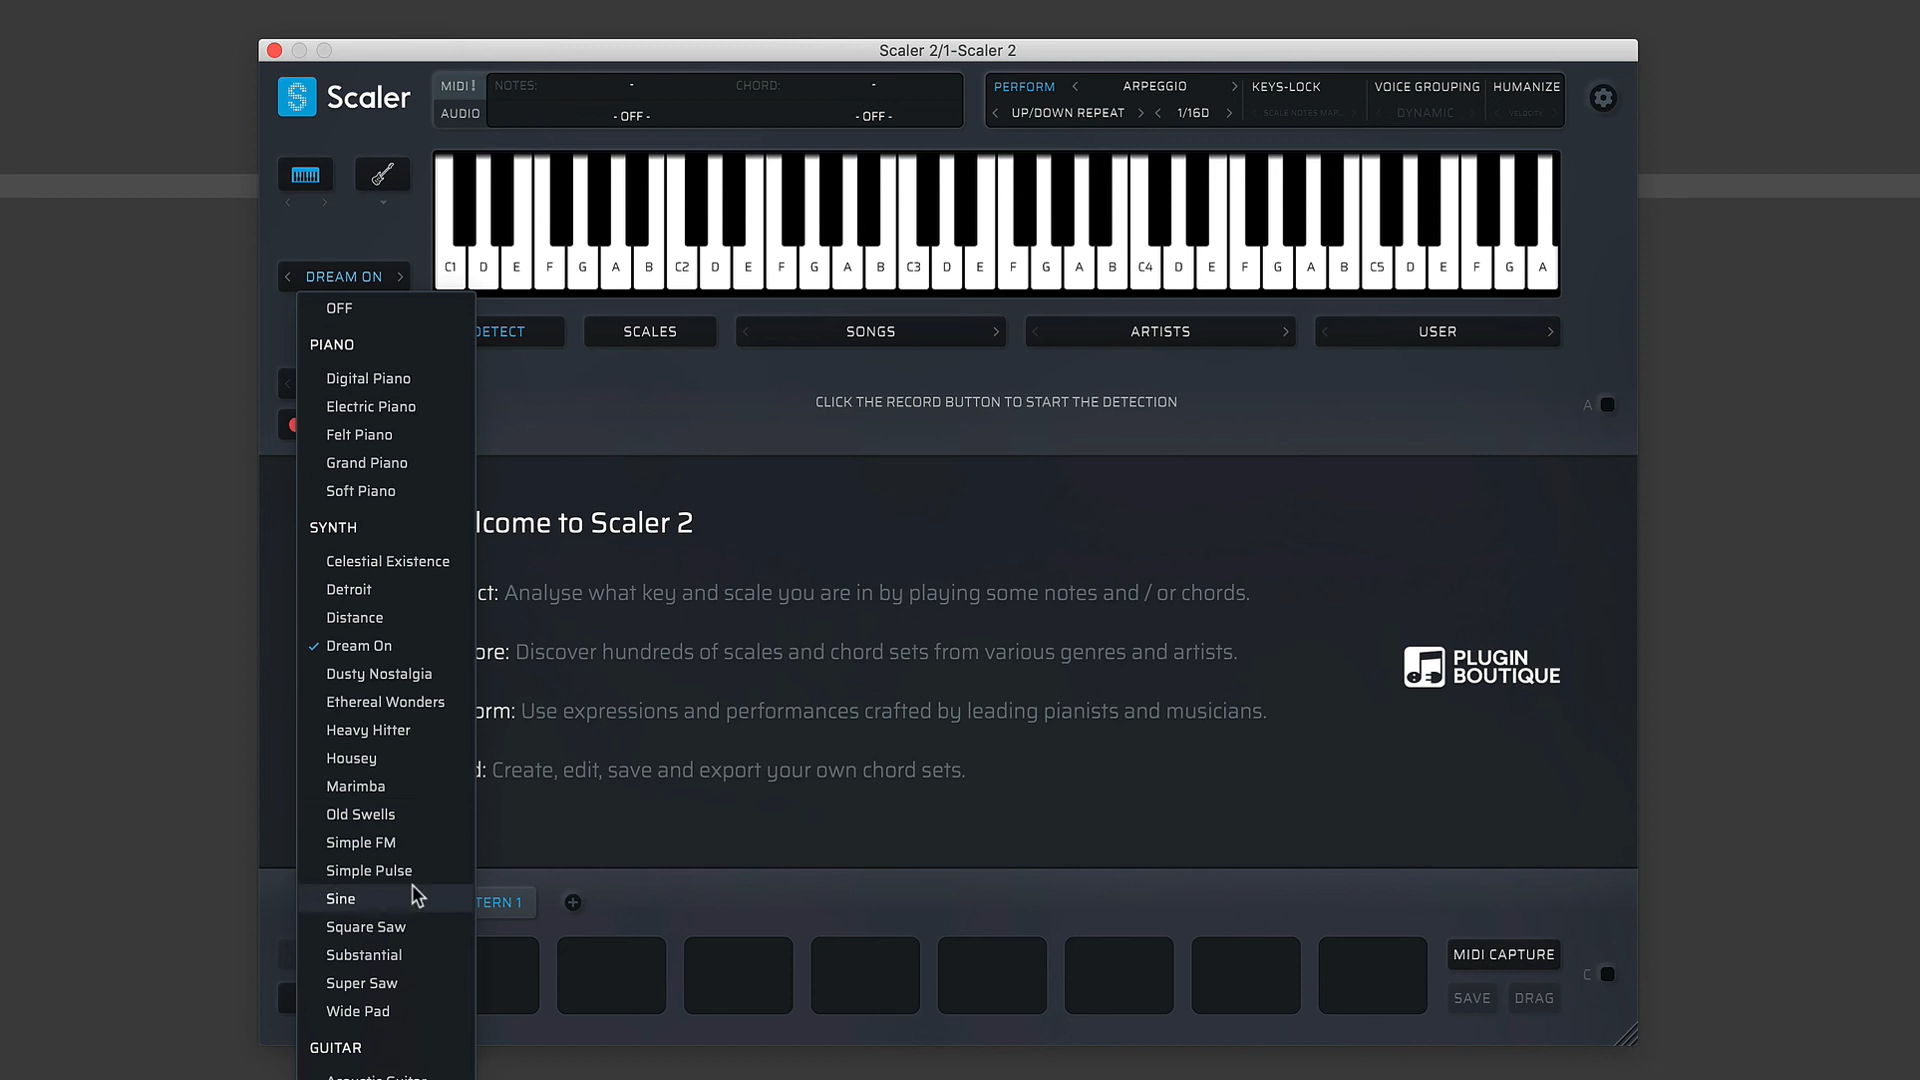 Scaler 2/1-Scaler 2
Scaler
MIDI
NOTES: -
CHORD: -
AUDIO
- OFF -
- OFF -
PERFORM < ARPEGGIO >
KEYS-LOCK
VOICE GROUPING
HUMANIZE
< UP/DOWN REPEAT > < 1/16D >
< SCALE NOTES MAP... >
DYNAMIC
VELOCITY
C1 D E F G A B C2 D E F G A B C3 D E F G A B C4 D E F G A B C5 D E F G A
< DREAM ON >
DETECT
SCALES
SONGS
ARTISTS
USER
CLICK THE RECORD BUTTON TO START THE DETECTION
A
OFF
PIANO
Digital Piano
Electric Piano
Felt Piano
Grand Piano
Soft Piano
SYNTH
Celestial Existence
Detroit
Distance
Dream On
Dusty Nostalgia
Ethereal Wonders
Heavy Hitter
Housey
Marimba
Old Swells
Simple FM
Simple Pulse
Sine
Square Saw
Substantial
Super Saw
Wide Pad
GUITAR
lcome to Scaler 2
ct: Analyse what key and scale you are in by playing some notes and / or chords.
ore: Discover hundreds of scales and chord sets from various genres and artists.
orm: Use expressions and performances crafted by leading pianists and musicians.
d: Create, edit, save and export your own chord sets.
PLUGIN
BOUTIQUE
TERN 1
MIDI CAPTURE
C
SAVE
DRAG